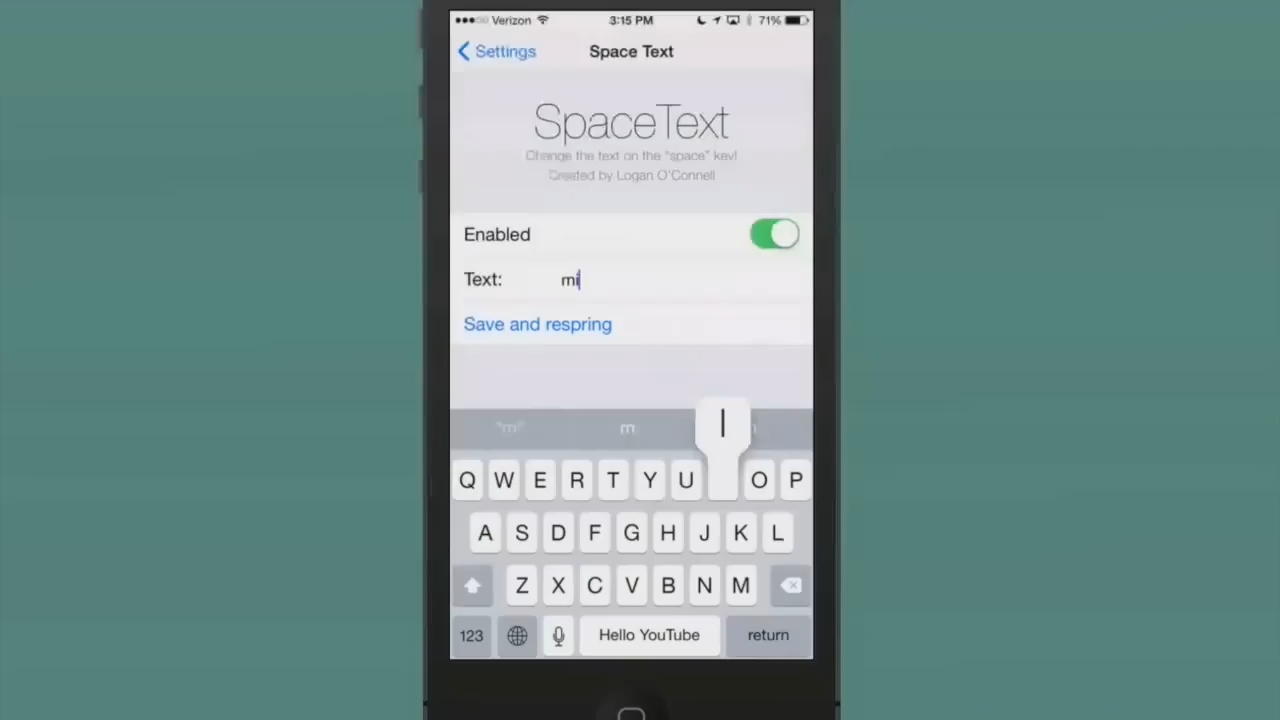 Verizon 3:15 PM 71%
Settings Space Text
SpaceText
Change the text on the "space" key!
Created by Logan O'Connell
Enabled
Text: mi
Save and respring
"m" m
I
Q W E R T Y U O P
A S D F G H J K L
Z X C V B N M
123 Hello YouTube return